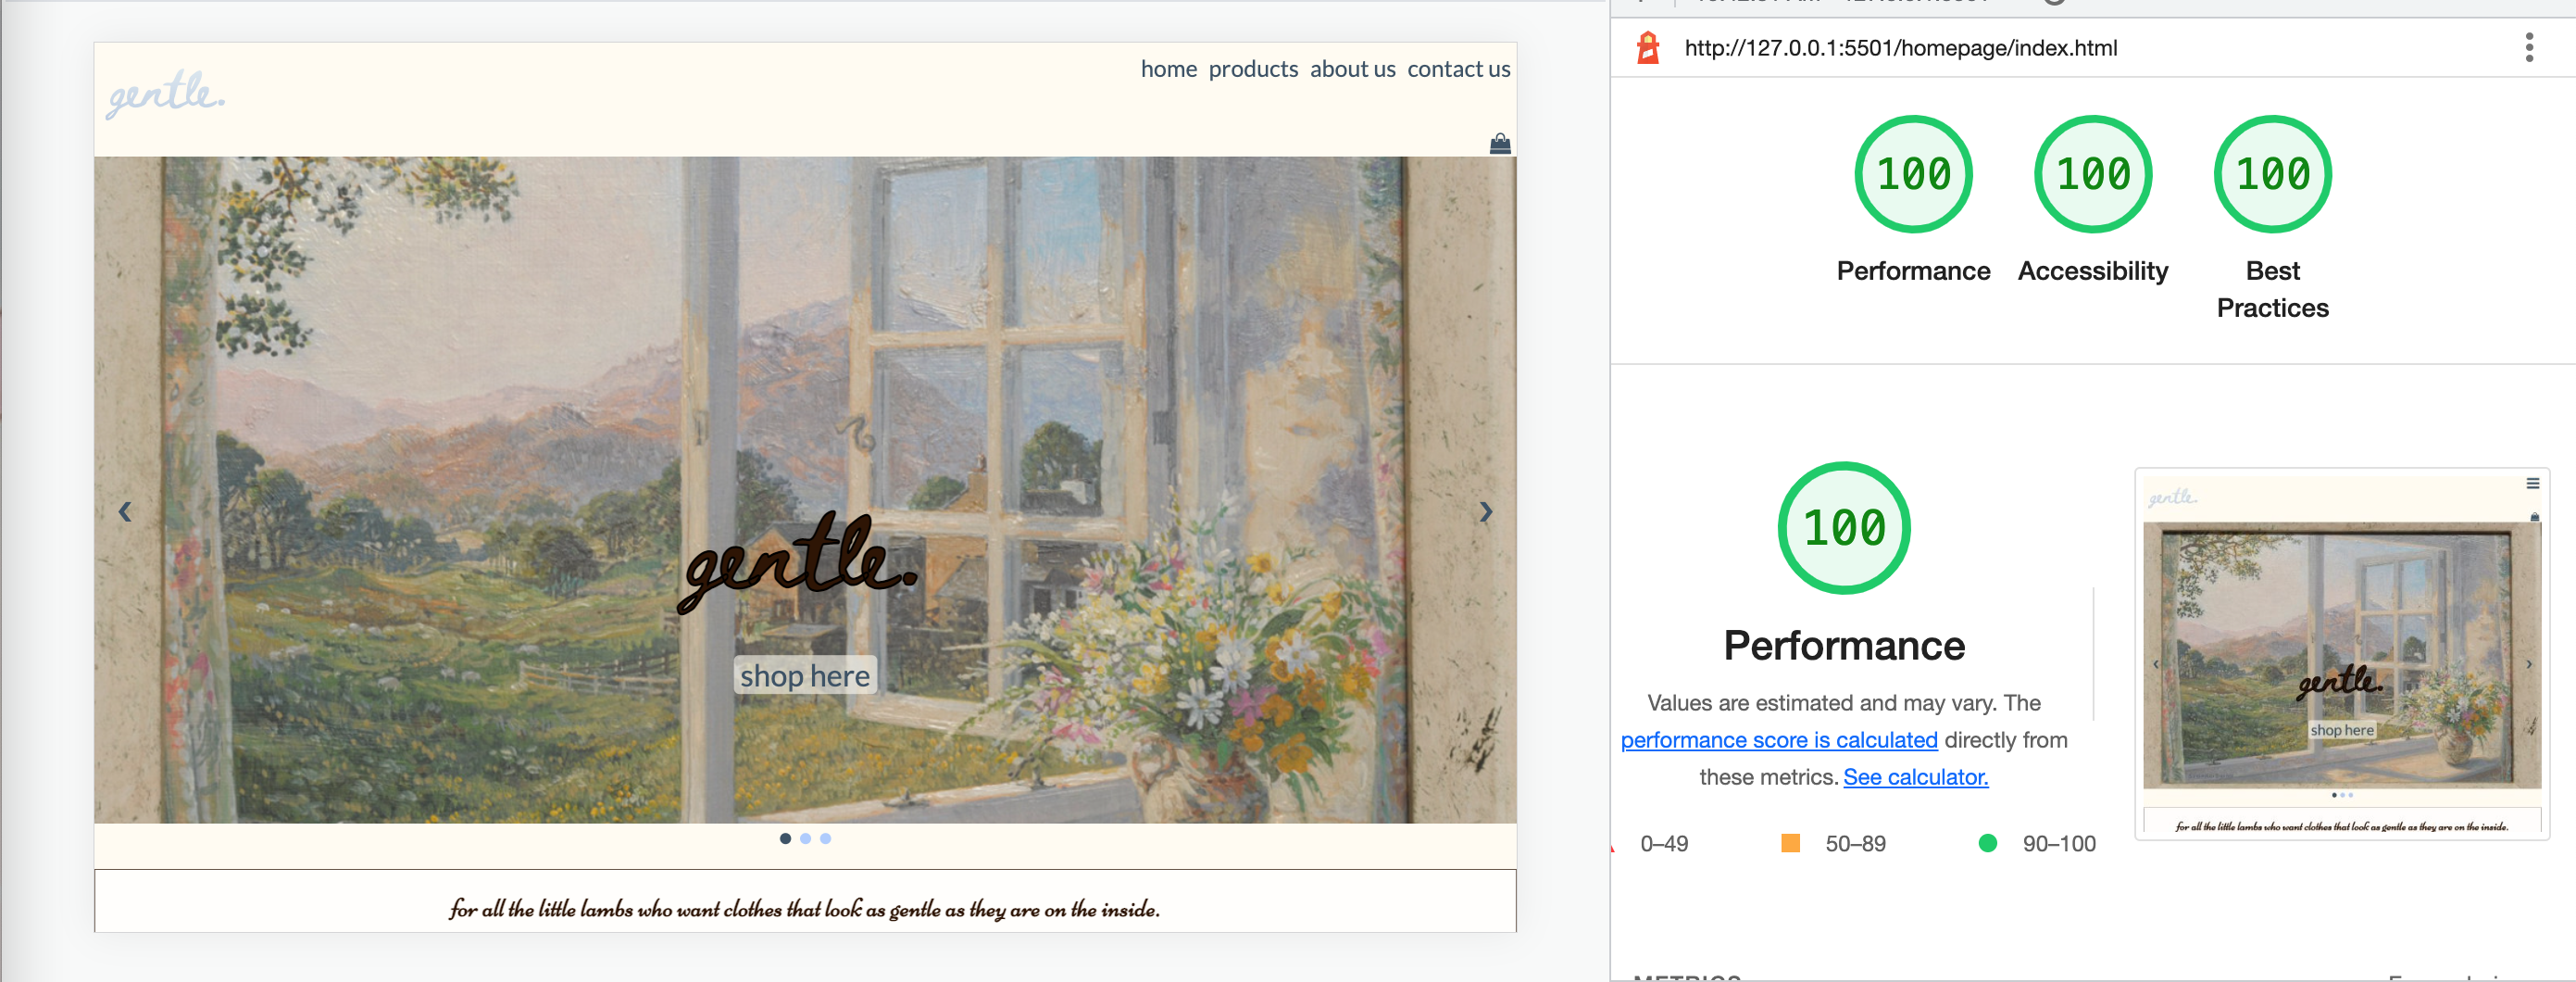 gentle.
home products about us contact us
‹
›
gentle.
shop here
for all the little lambs who want clothes that look as gentle as they are on the inside.
http://127.0.0.1:5501/homepage/index.html
100 100 100
Performance Accessibility Best
Practices
100
Performance
Values are estimated and may vary. The
performance score is calculated directly from
these metrics. See calculator.
0–49 50–89 90–100
gentle.
‹
›
gentle.
shop here
for all the little lambs who want clothes that look as gentle as they are on the inside.
METRICS